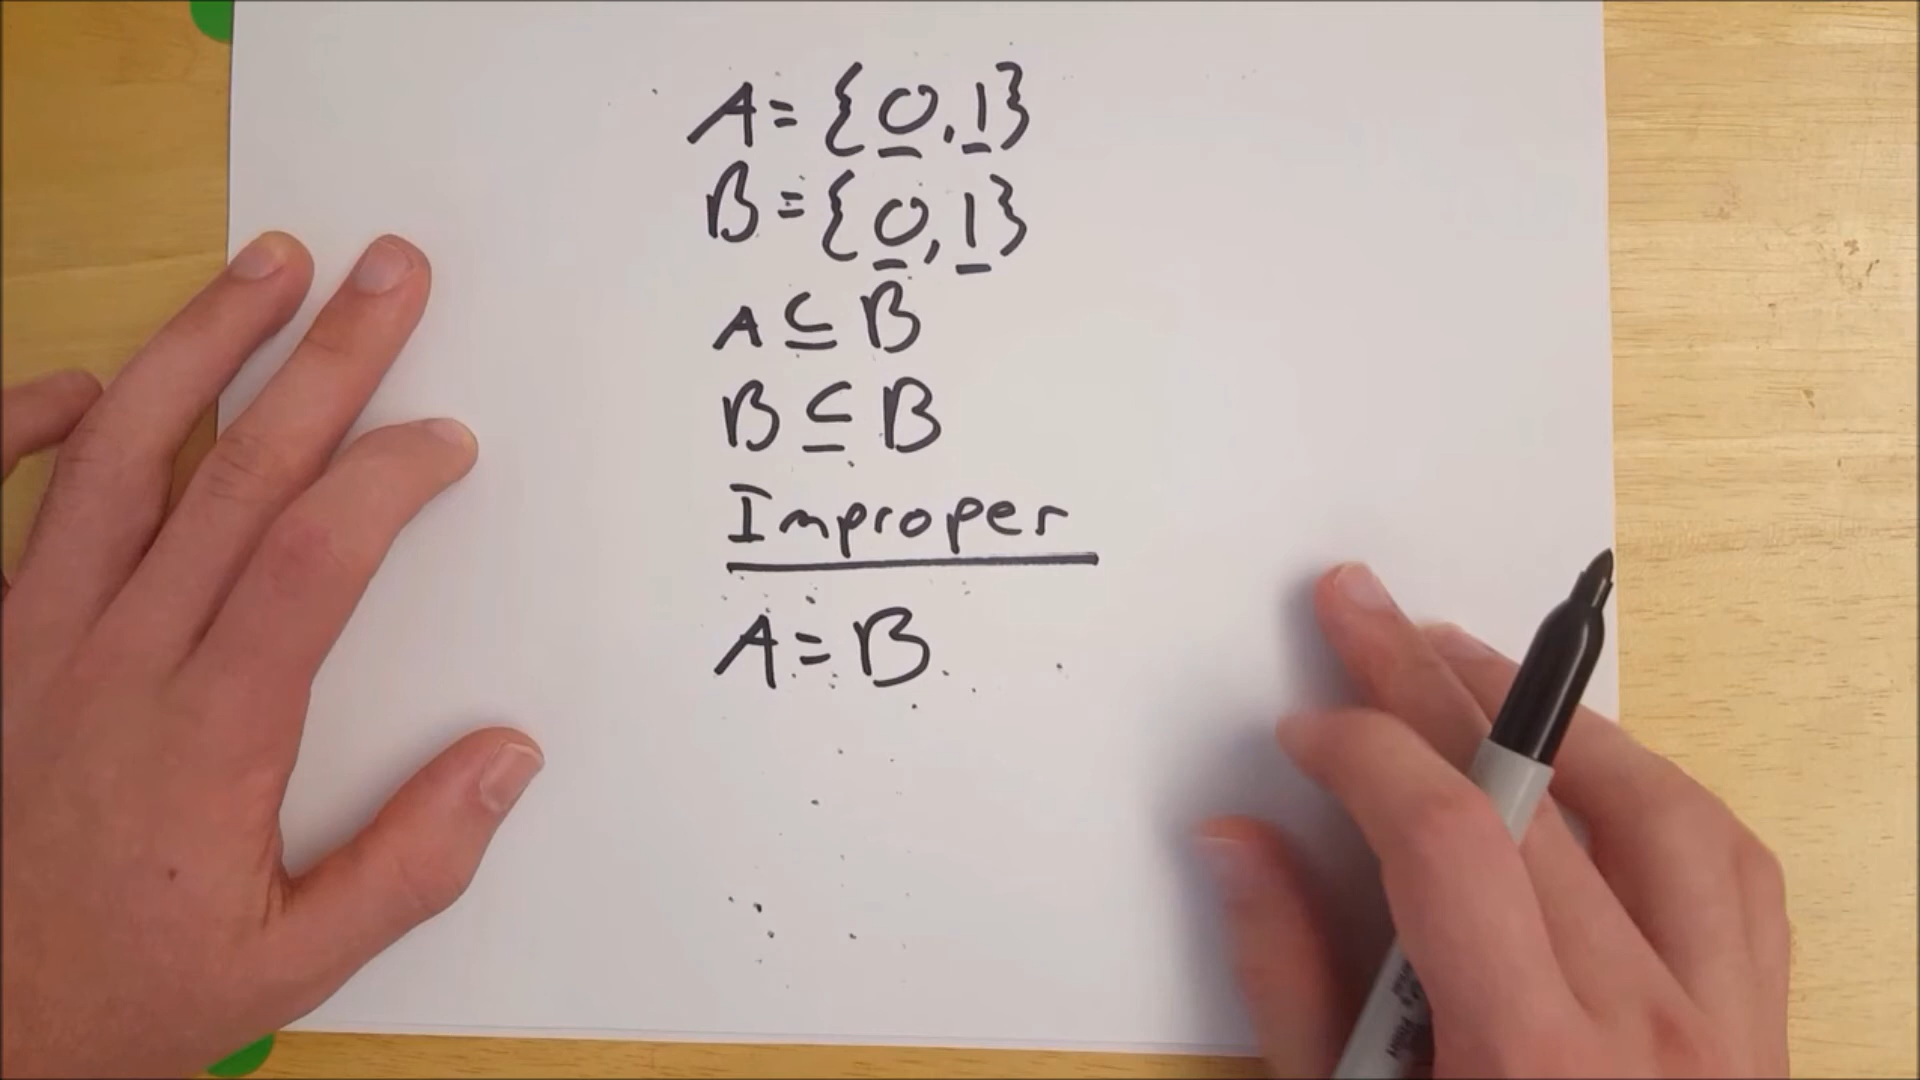 A = {0, 1}
B = {0, 1}
A ⊆ B
B ⊆ B
Improper
A = B